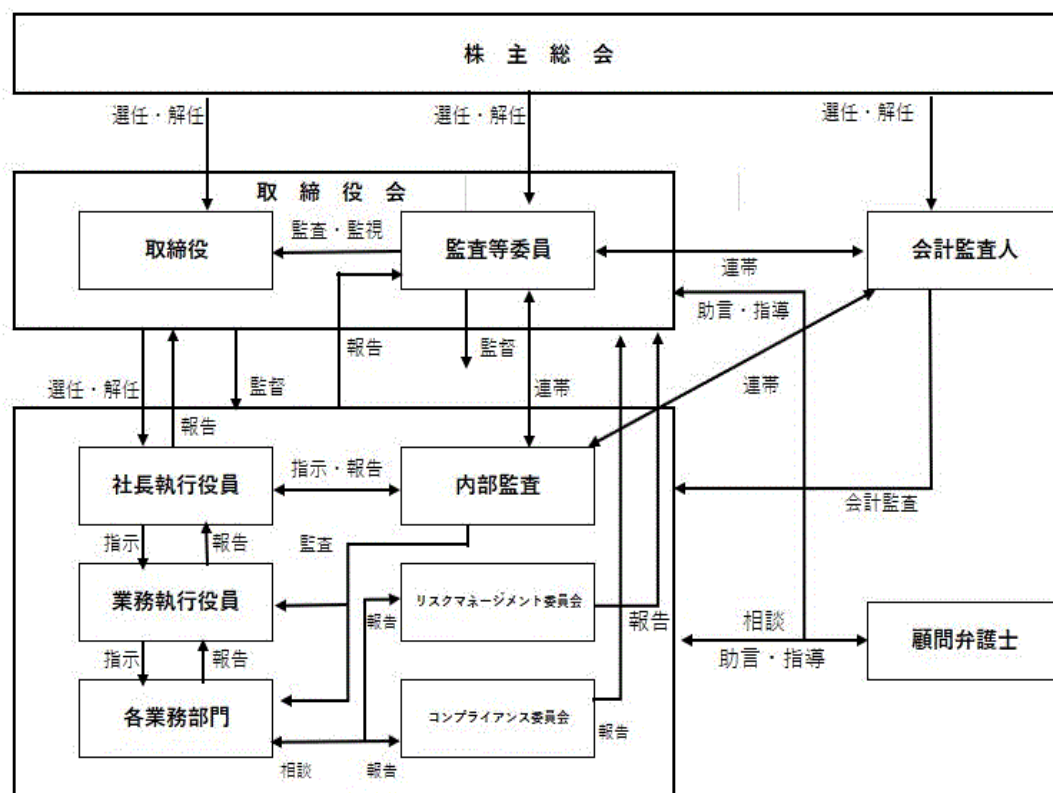 株 主 総 会
選任・解任
選任・解任
選任・解任
取 締 役 会
取締役
監査・監視
監査等委員
連帯
会計監査人
助言・指導
報告
監督
選任・解任
監督
連帯
連帯
報告
社長執行役員
指示・報告
内部監査
会計監査
指示
報告
監査
業務執行役員
報告
リスクマネージメント委員会
報告
相談
助言・指導
顧問弁護士
指示
報告
各業務部門
コンプライアンス委員会
報告
相談
報告